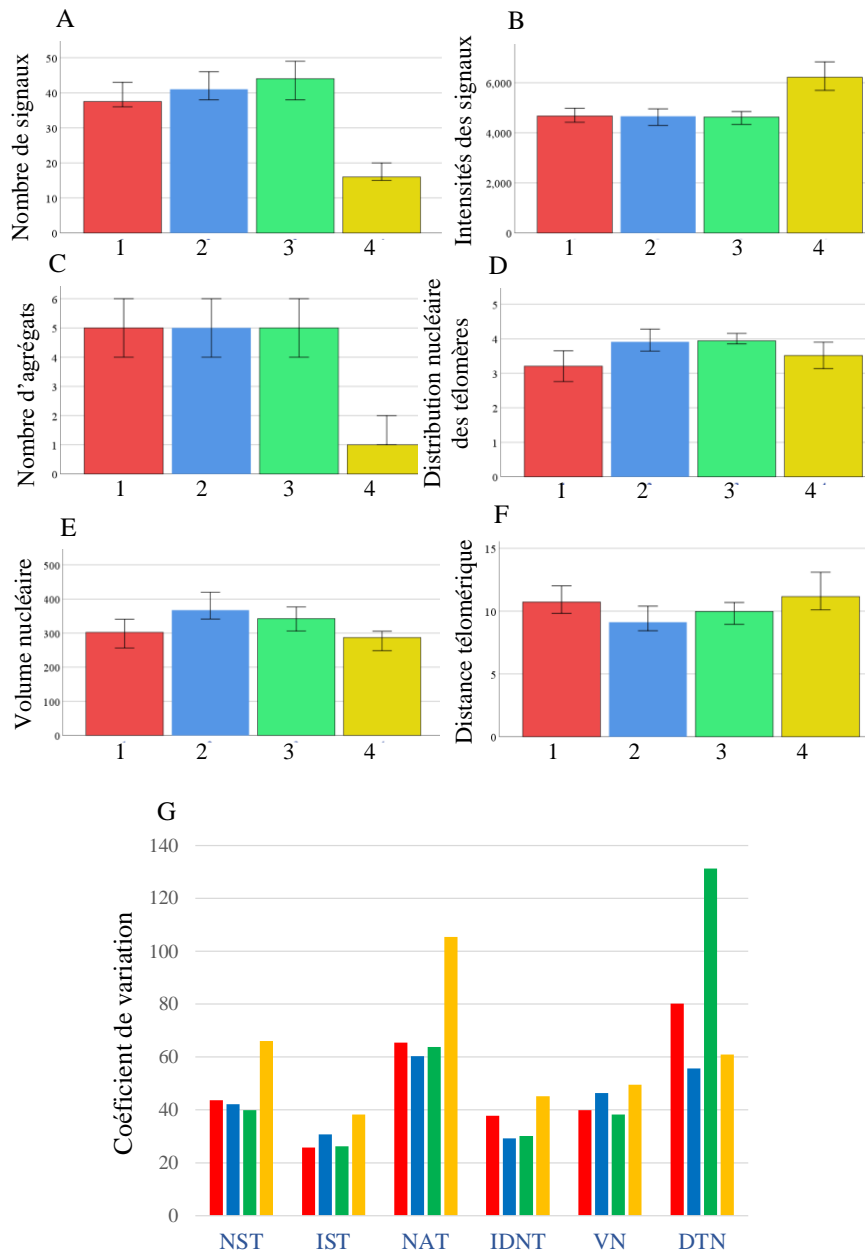 A
Nombre de signaux
50
40
30
20
10
0
1 2 3 4
B
Intensités des signaux
6,000
4,000
2,000
0
1 2 3 4
C
Nombre d'agrégats
6
5
4
3
2
1
0
1 2 3 4
D
Distribution nucléaire
des télomères
5
4
3
2
1
0
1 2 3 4
E
Volume nucléaire
500
400
300
200
100
0
1 2 3 4
F
Distance télomérique
15
10
5
0
1 2 3 4
G
Coéficient de variation
140
120
100
80
60
40
20
0
NST IST NAT IDNT VN DTN